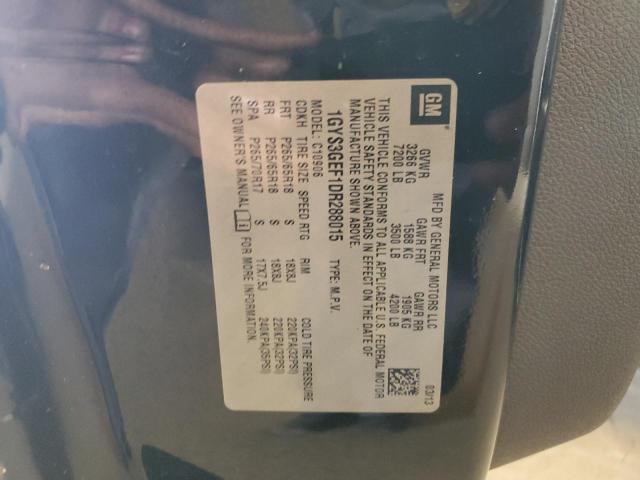 GM
MFD BY GENERAL MOTORS LLC
03/13
GVWR GAWR FRT GAWR RR
3266 KG 1588 KG 1905 KG
7200 LB 3500 LB 4200 LB
THIS VEHICLE CONFORMS TO ALL APPLICABLE U.S. FEDERAL MOTOR
VEHICLE SAFETY STANDARDS IN EFFECT ON THE DATE OF
MANUFACTURE SHOWN ABOVE.
1GYS3GEF1DR288015 TYPE: M.P.V.
MODEL: C10906
CDKH TIRE SIZE SPEED RTG RIM COLD TIRE PRESSURE
FRT P265/65R18 S 18X8J 220KPA(32PSI)
RR P265/65R18 S 18X8J 220KPA(32PSI)
SPA P265/70R17 S 17X7.5J 240KPA(35PSI)
SEE OWNER'S MANUAL FOR MORE INFORMATION.